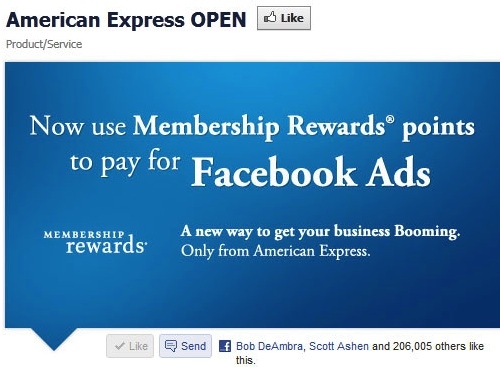 American Express OPEN Like
Product/Service
Now use Membership Rewards® points
to pay for Facebook Ads
MEMBERSHIP
rewards®
A new way to get your business Booming.
Only from American Express.
Like Send f Bob DeAmbra, Scott Ashen and 206,005 others like
this.